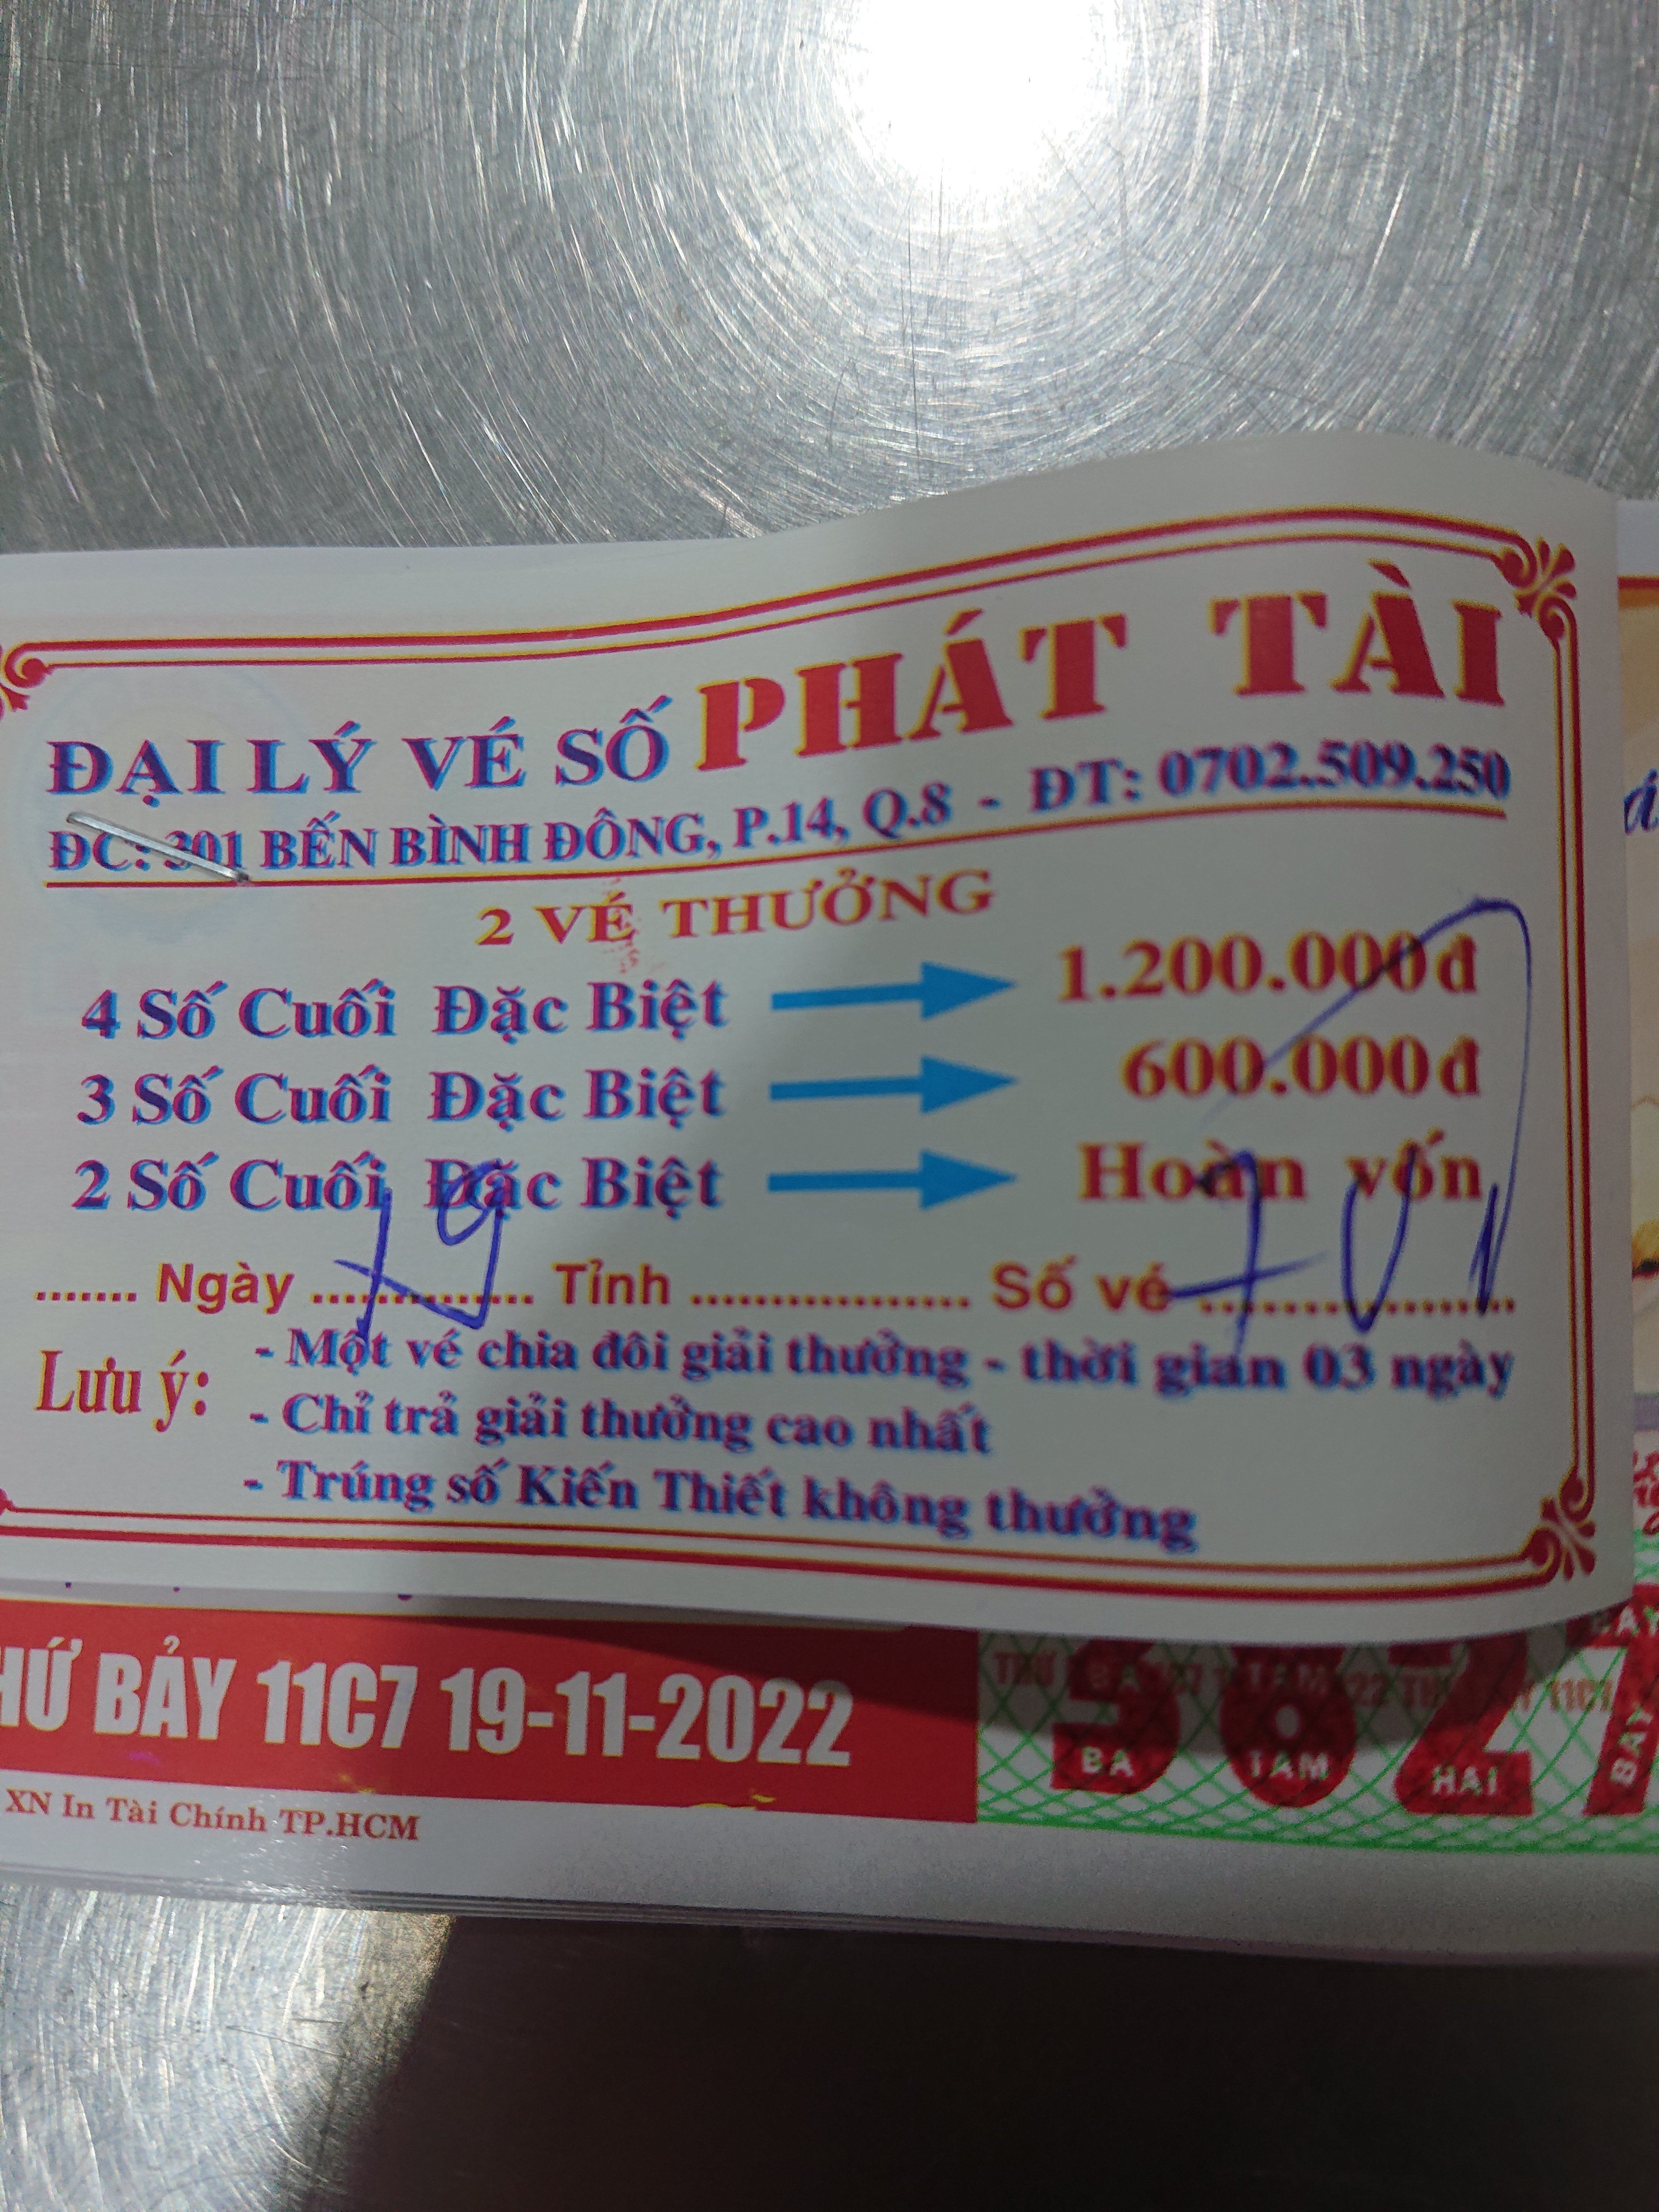 ĐẠI LÝ VÉ SỐ PHÁT TÀI
ĐC: 301 BẾN BÌNH ĐÔNG, P.14, Q.8 - ĐT: 0702.509.250
2 VÉ THƯỞNG
4 Số Cuối Đặc Biệt 1.200.000đ
3 Số Cuối Đặc Biệt 600.000đ
2 Số Cuối Đặc Biệt Hoàn vốn
....... Ngày 19 Tỉnh .................. Số vé 701
Lưu ý: - Một vé chia đôi giải thưởng - thời gian 03 ngày
- Chỉ trả giải thưởng cao nhất
- Trúng số Kiến Thiết không thưởng
HỨ BẢY 11C7 19-11-2022
BA TÁM HAI BẢY
XN In Tài Chính TP.HCM